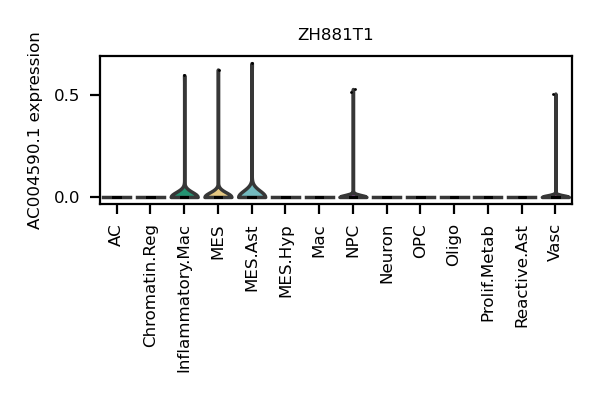 ZH881T1
AC004590.1 expression
0.5
0.0
AC
Chromatin.Reg
Inflammatory.Mac
MES
MES.Ast
MES.Hyp
Mac
NPC
Neuron
OPC
Oligo
Prolif.Metab
Reactive.Ast
Vasc